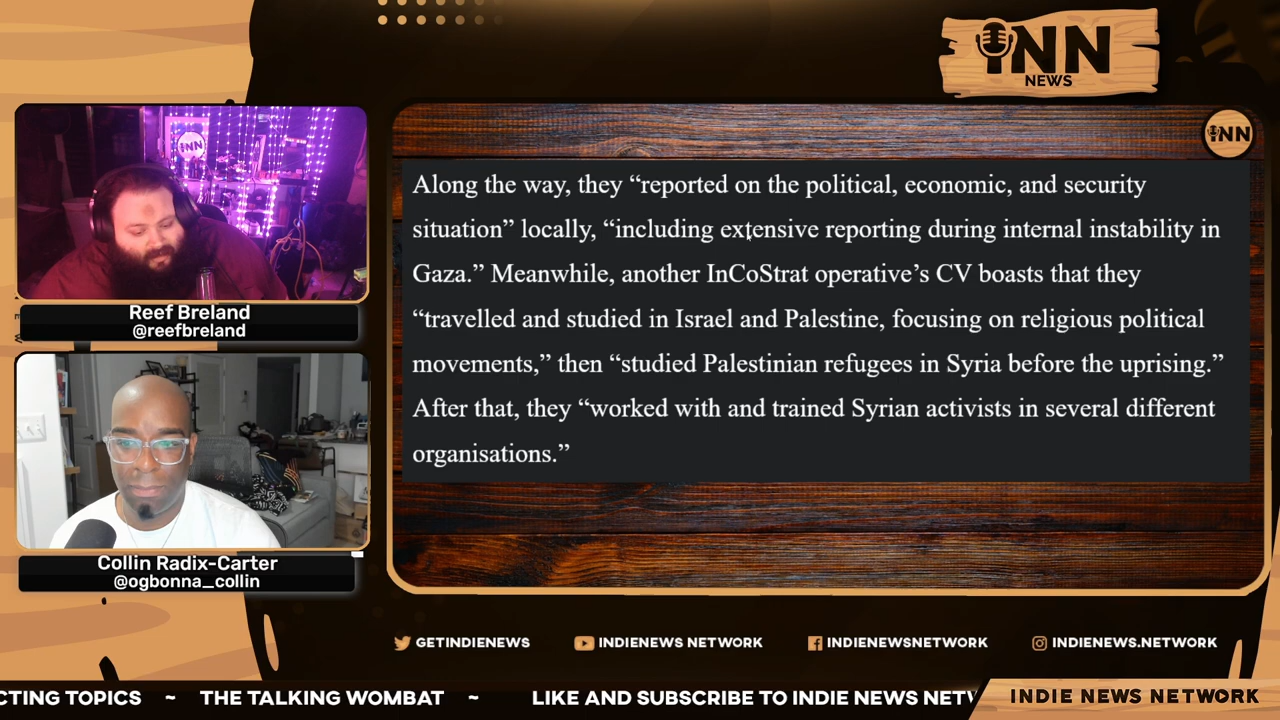 iNN
NEWS
iNN
iNN
Along the way, they “reported on the political, economic, and security
situation” locally, “including extensive reporting during internal instability in
Gaza.” Meanwhile, another InCoStrat operative’s CV boasts that they
“travelled and studied in Israel and Palestine, focusing on religious political
movements,” then “studied Palestinian refugees in Syria before the uprising.”
After that, they “worked with and trained Syrian activists in several different
organisations.”
Reef Breland
@reefbreland
Collin Radix-Carter
@ogbonna_collin
GETINDIENEWS
INDIENEWS NETWORK
INDIENEWSNETWORK
INDIENEWS.NETWORK
CTING TOPICS ~ THE TALKING WOMBAT ~ LIKE AND SUBSCRIBE TO INDIE NEWS NETW
INDIE NEWS NETWORK